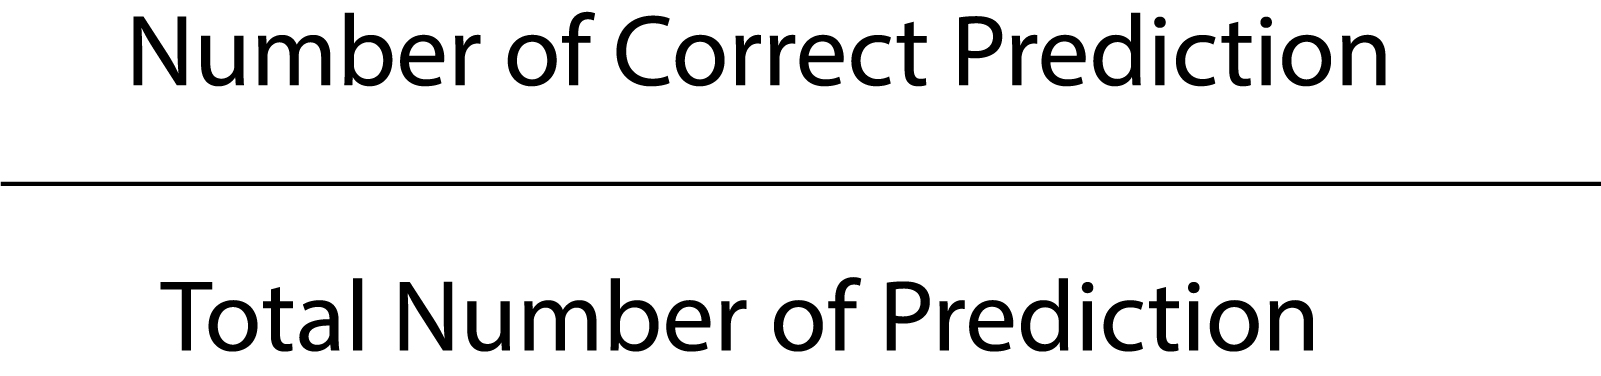 Number of Correct Prediction
Total Number of Prediction